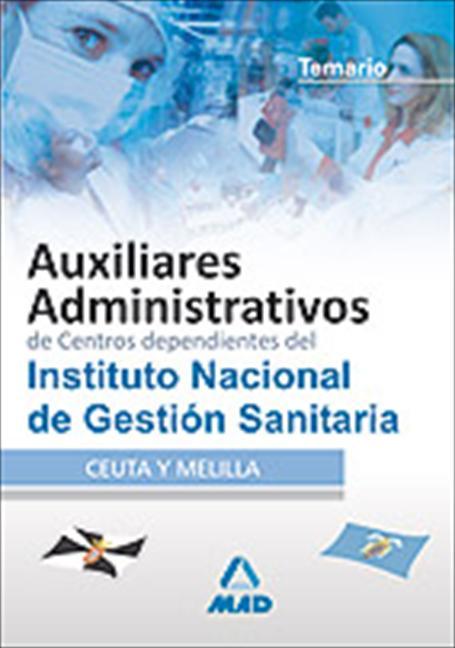 Temario
Auxiliares
Administrativos
de Centros dependientes del
Instituto Nacional
de Gestión Sanitaria
CEUTA Y MELILLA
MAD